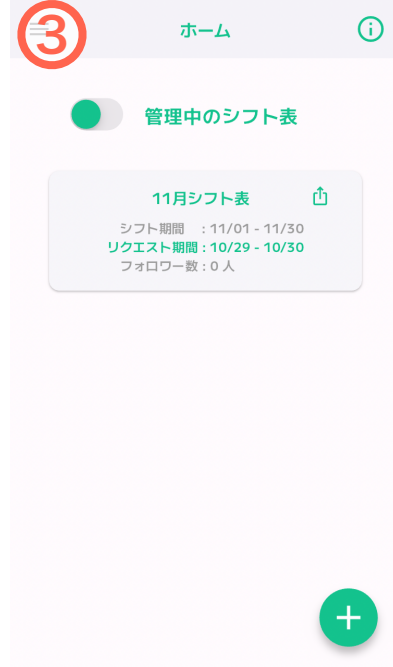 ③
ホーム
管理中のシフト表
11月シフト表
シフト期間 : 11/01 - 11/30
リクエスト期間 : 10/29 - 10/30
フォロワー数 : 0 人